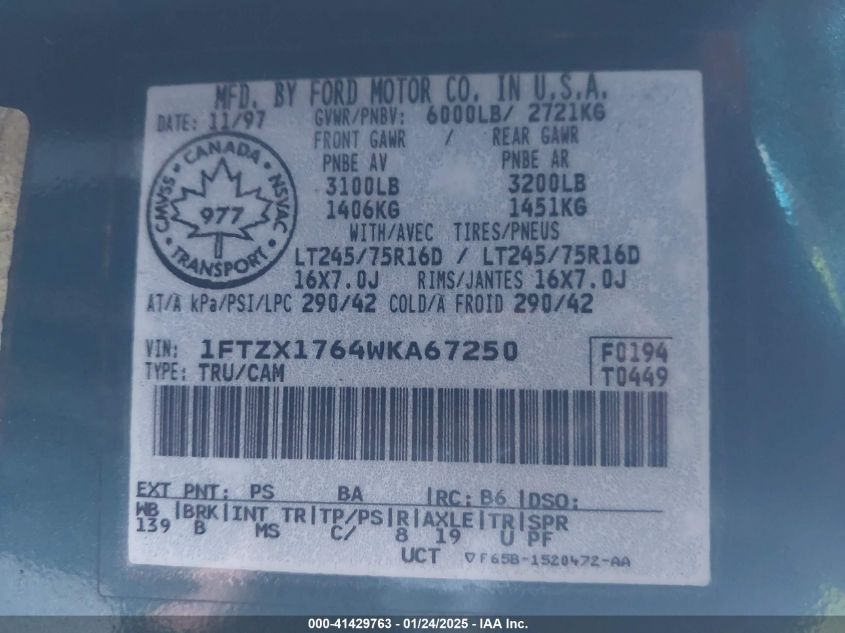 MFD. BY FORD MOTOR CO. IN U.S.A.
DATE: 11/97 GVWR/PNBV: 6000LB/ 2721KG
FRONT GAWR / REAR GAWR
PNBE AV PNBE AR
3100LB 3200LB
1406KG 1451KG
WITH/AVEC TIRES/PNEUS
LT245/75R16D / LT245/75R16D
16X7.0J RIMS/JANTES 16X7.0J
AT/A kPa/PSI/LPC 290/42 COLD/A FROID 290/42
CANADA
CMVSS NSVAC
977
TRANSPORT
VIN: 1FTZX1764WKA67250 F0194
TYPE: TRU/CAM T0449
EXT PNT: PS BA |RC: B6 |DSO:
WB |BRK|INT TR|TP/PS|R|AXLE|TR|SPR
139 B MS C/ 8 19 U PF
UCT ▽F65B-1520472-AA
000-41429763 - 01/24/2025 - IAAI Inc.